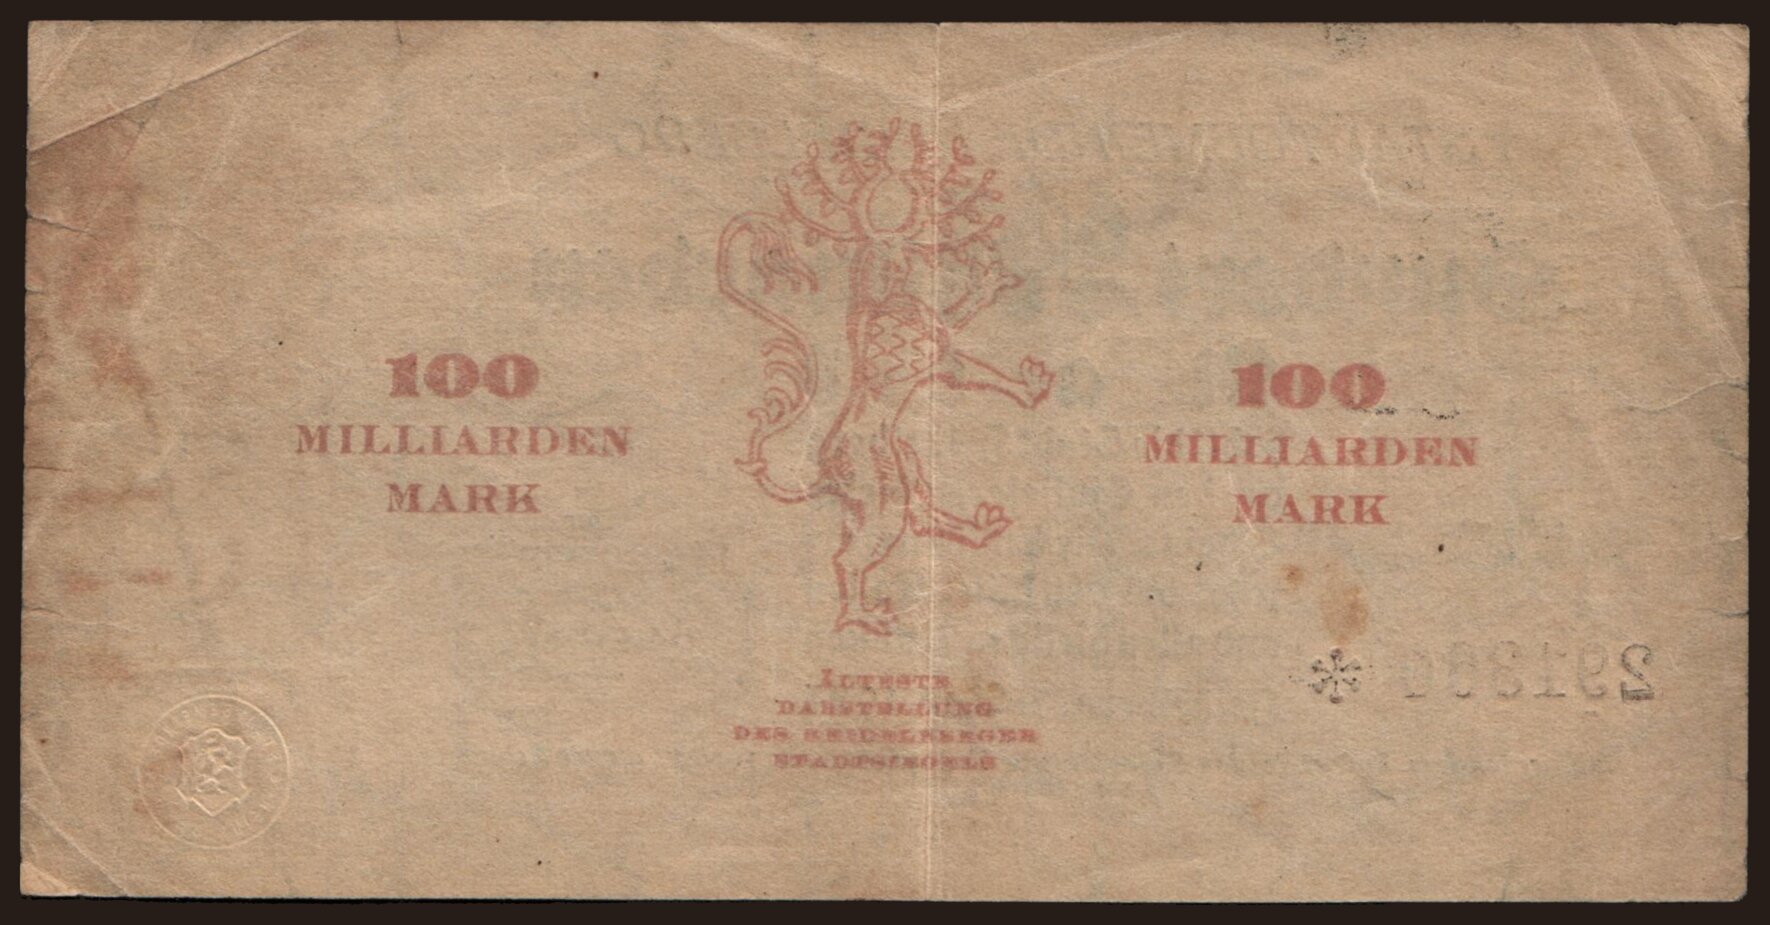 100
MILLIARDEN
MARK
100
MILLIARDEN
MARK
ÄLTESTE
DARSTELLUNG
DES HEIDELBERGER
STADTSIEGELS